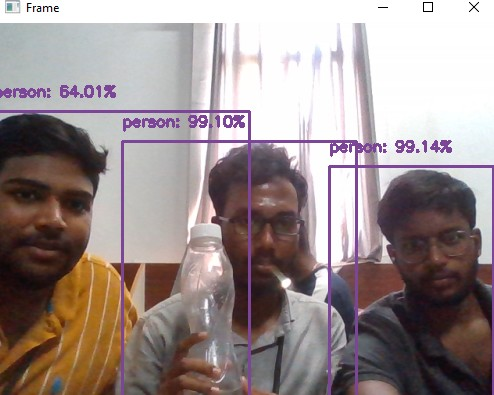 Frame
person: 64.01%
person: 99.10%
person: 99.14%